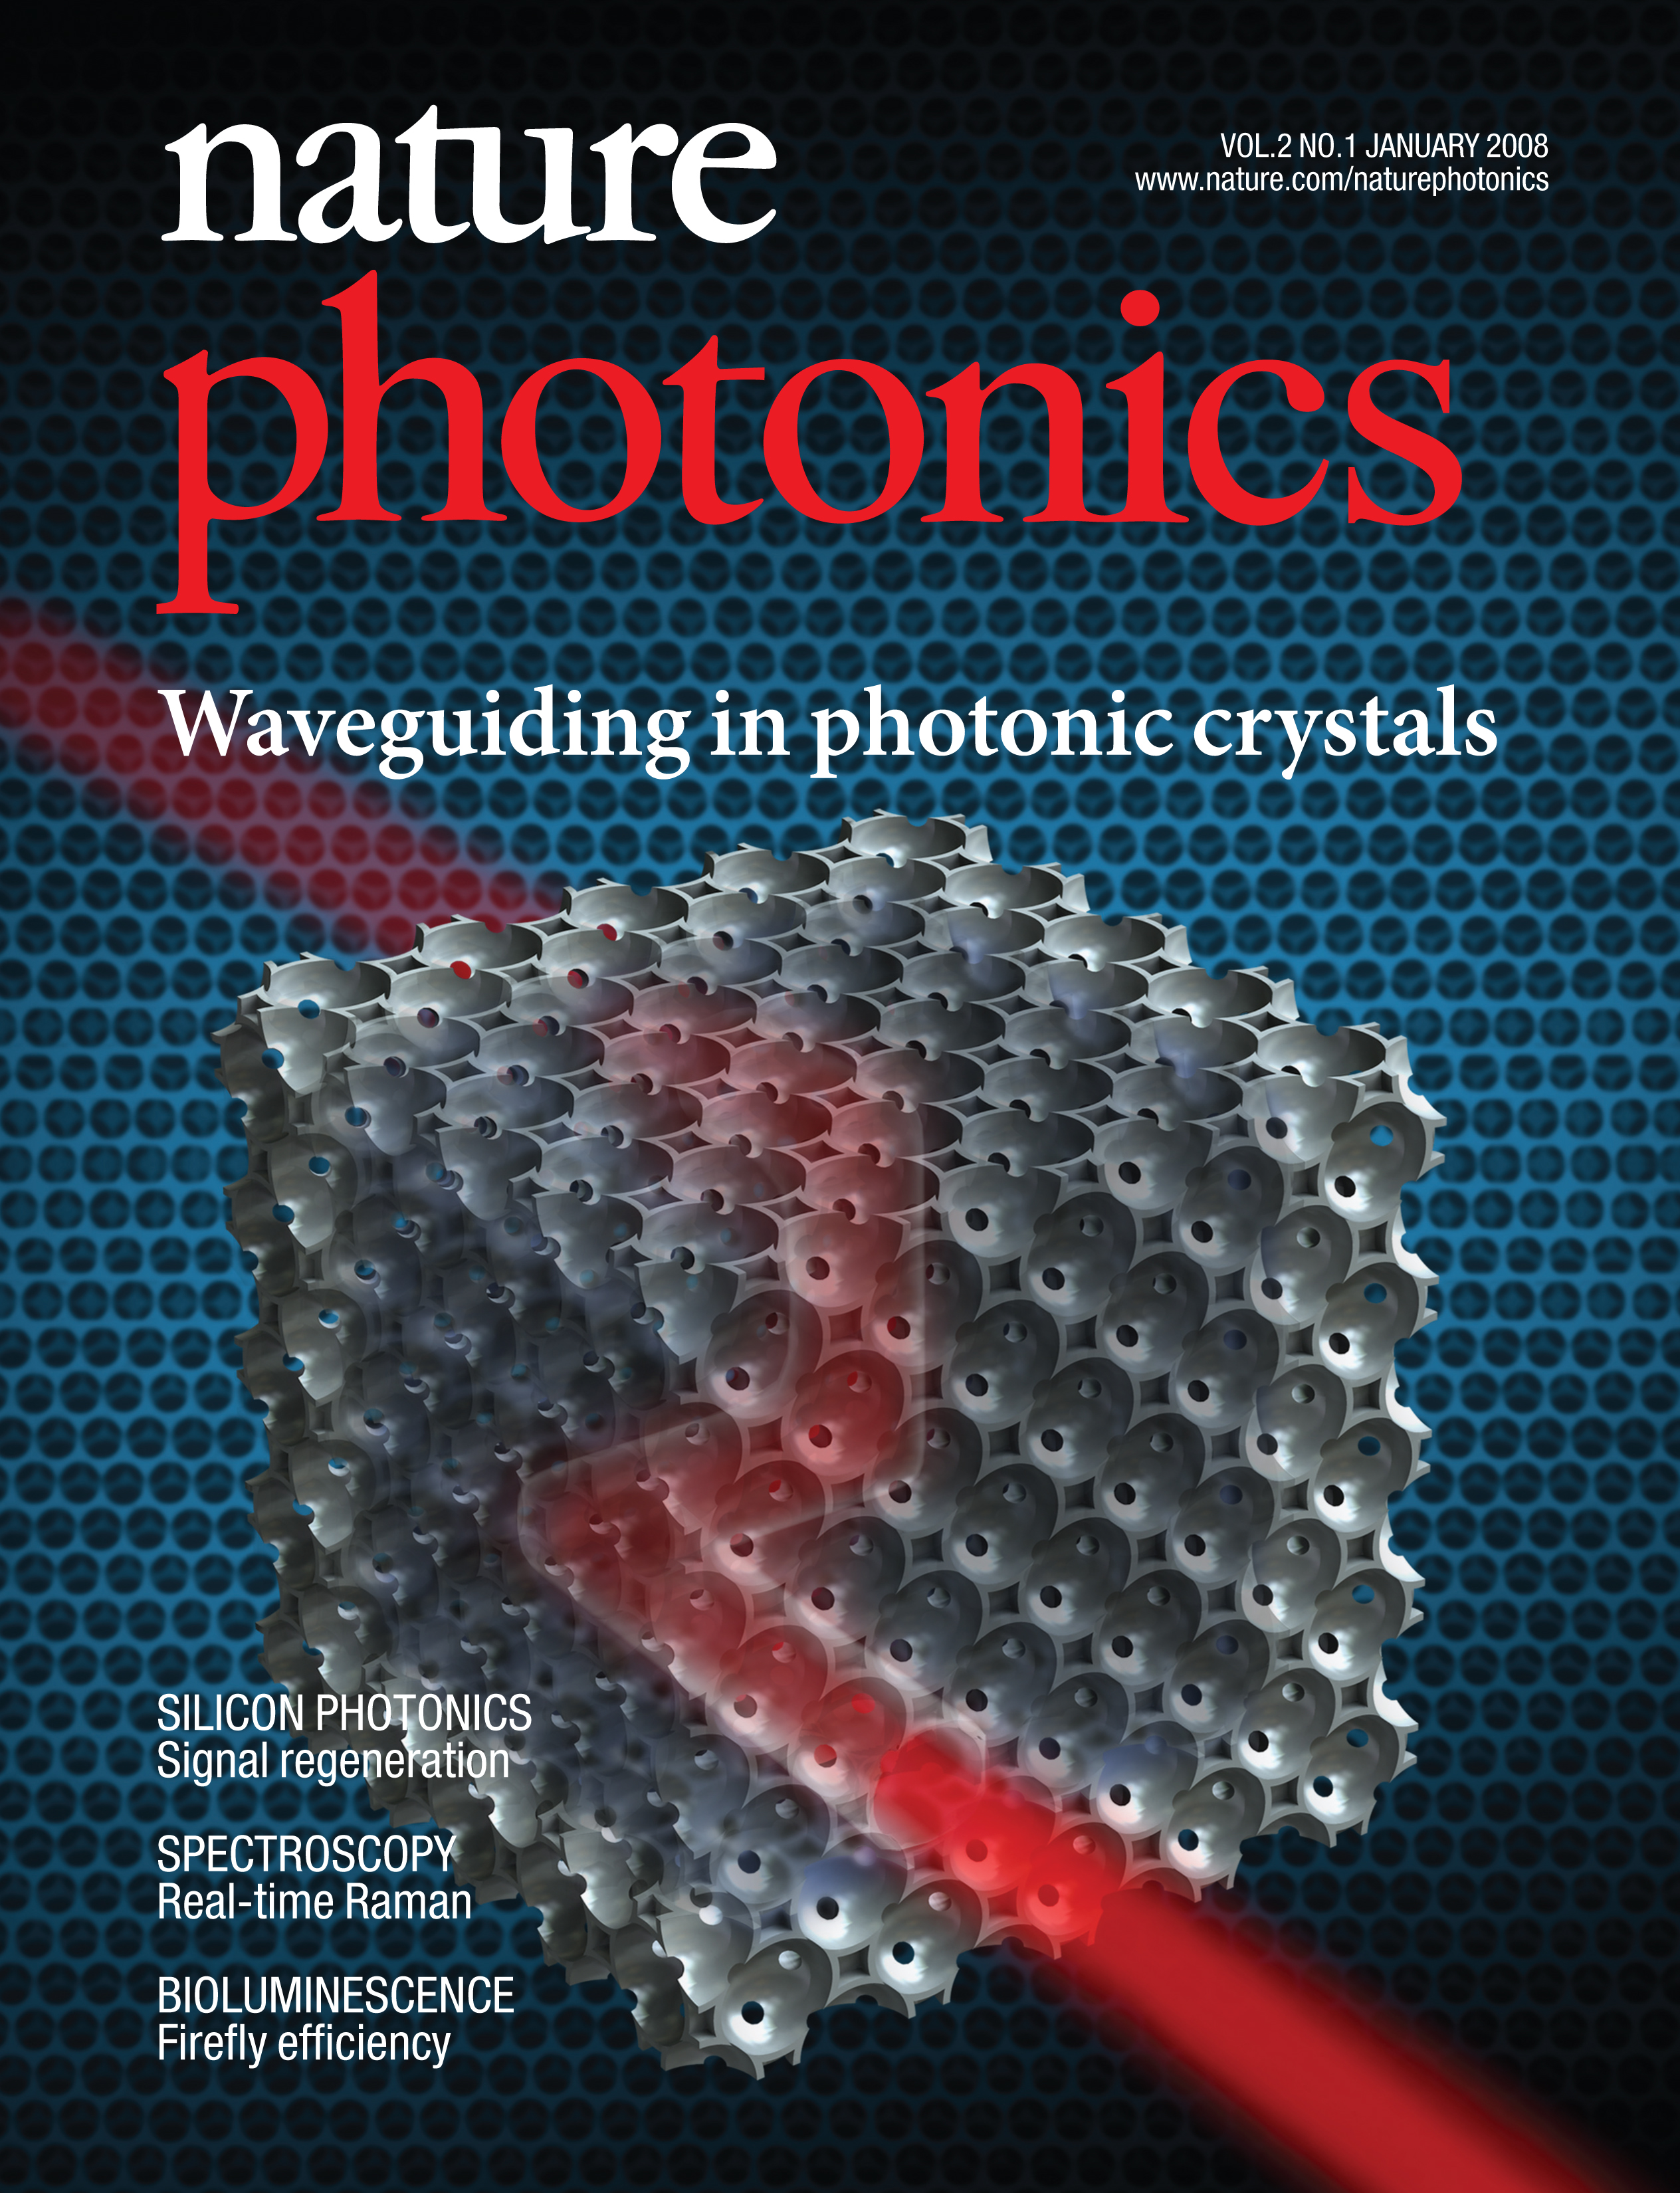 nature
VOL.2 NO.1 JANUARY 2008
www.nature.com/naturephotonics
photonics
Waveguiding in photonic crystals
SILICON PHOTONICS
Signal regeneration
SPECTROSCOPY
Real-time Raman
BIOLUMINESCENCE
Firefly efficiency